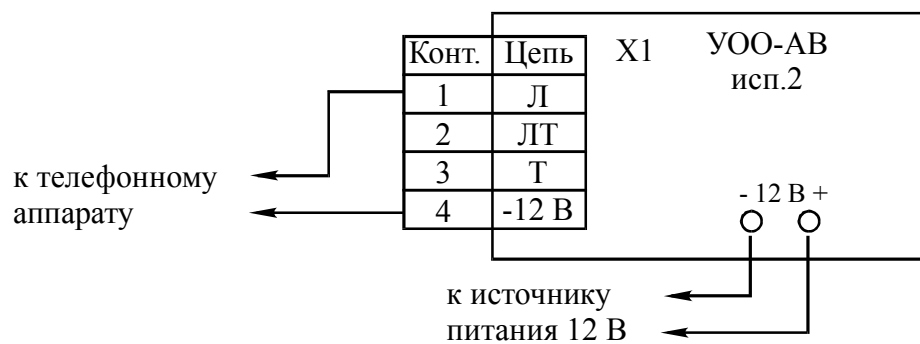 Конт. Цепь
1 Л
2 ЛТ
3 Т
4 -12 В
X1
УОО-АВ
исп.2
к телефонному
аппарату
- 12 В +
к источнику
питания 12 В